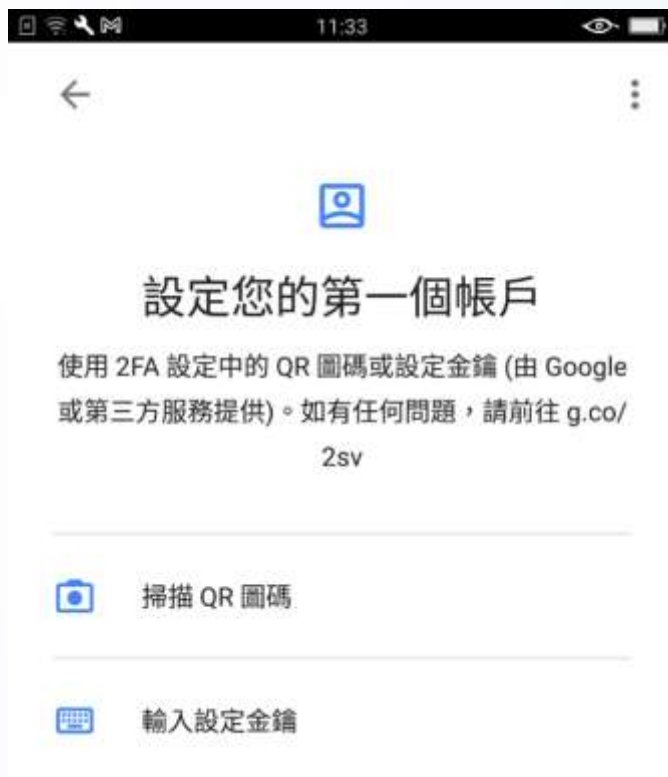 11:33
設定您的第一個帳戶
使用 2FA 設定中的 QR 圖碼或設定金鑰 (由 Google
或第三方服務提供)。如有任何問題，請前往 g.co/
2sv
掃描 QR 圖碼
輸入設定金鑰